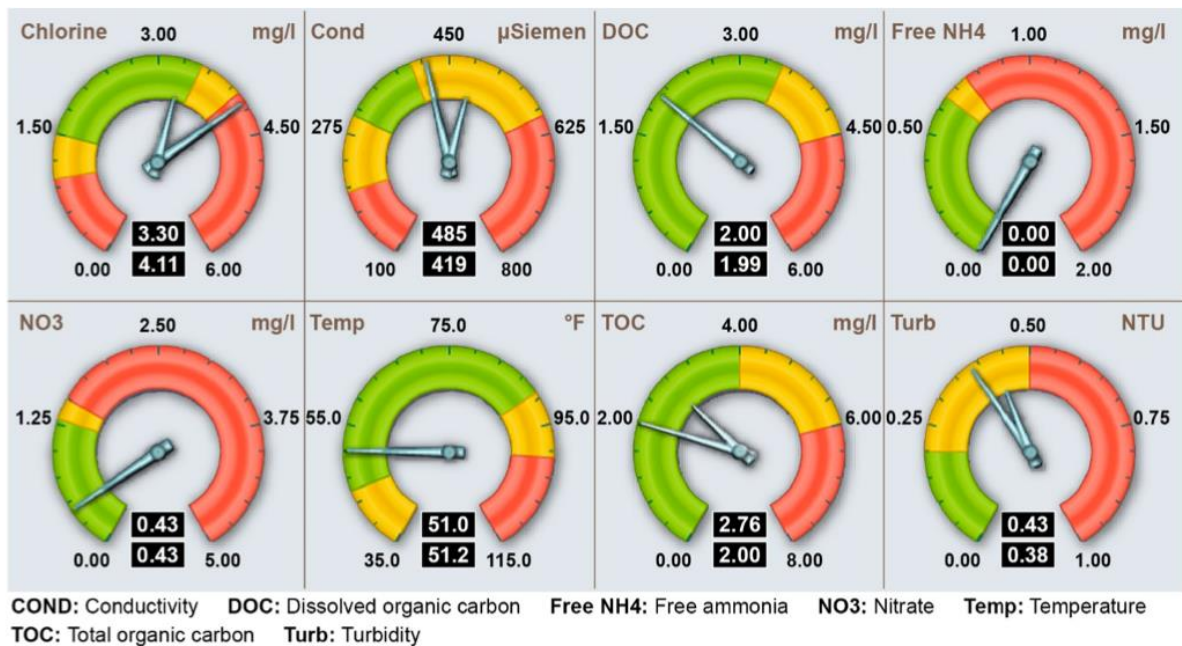 Chlorine 3.00 mg/l
1.50 4.50
3.30
0.00 4.11 6.00
Cond 450 µSiemen
275 625
485
100 419 800
DOC 3.00 mg/l
1.50 4.50
2.00
0.00 1.99 6.00
Free NH4 1.00 mg/l
0.50 1.50
0.00
0.00 0.00 2.00
NO3 2.50 mg/l
1.25 3.75
0.43
0.00 0.43 5.00
Temp 75.0 °F
55.0 95.0
51.0
35.0 51.2 115.0
TOC 4.00 mg/l
2.00 6.00
2.76
0.00 2.00 8.00
Turb 0.50 NTU
0.25 0.75
0.43
0.00 0.38 1.00
COND: Conductivity DOC: Dissolved organic carbon Free NH4: Free ammonia NO3: Nitrate Temp: Temperature
TOC: Total organic carbon Turb: Turbidity